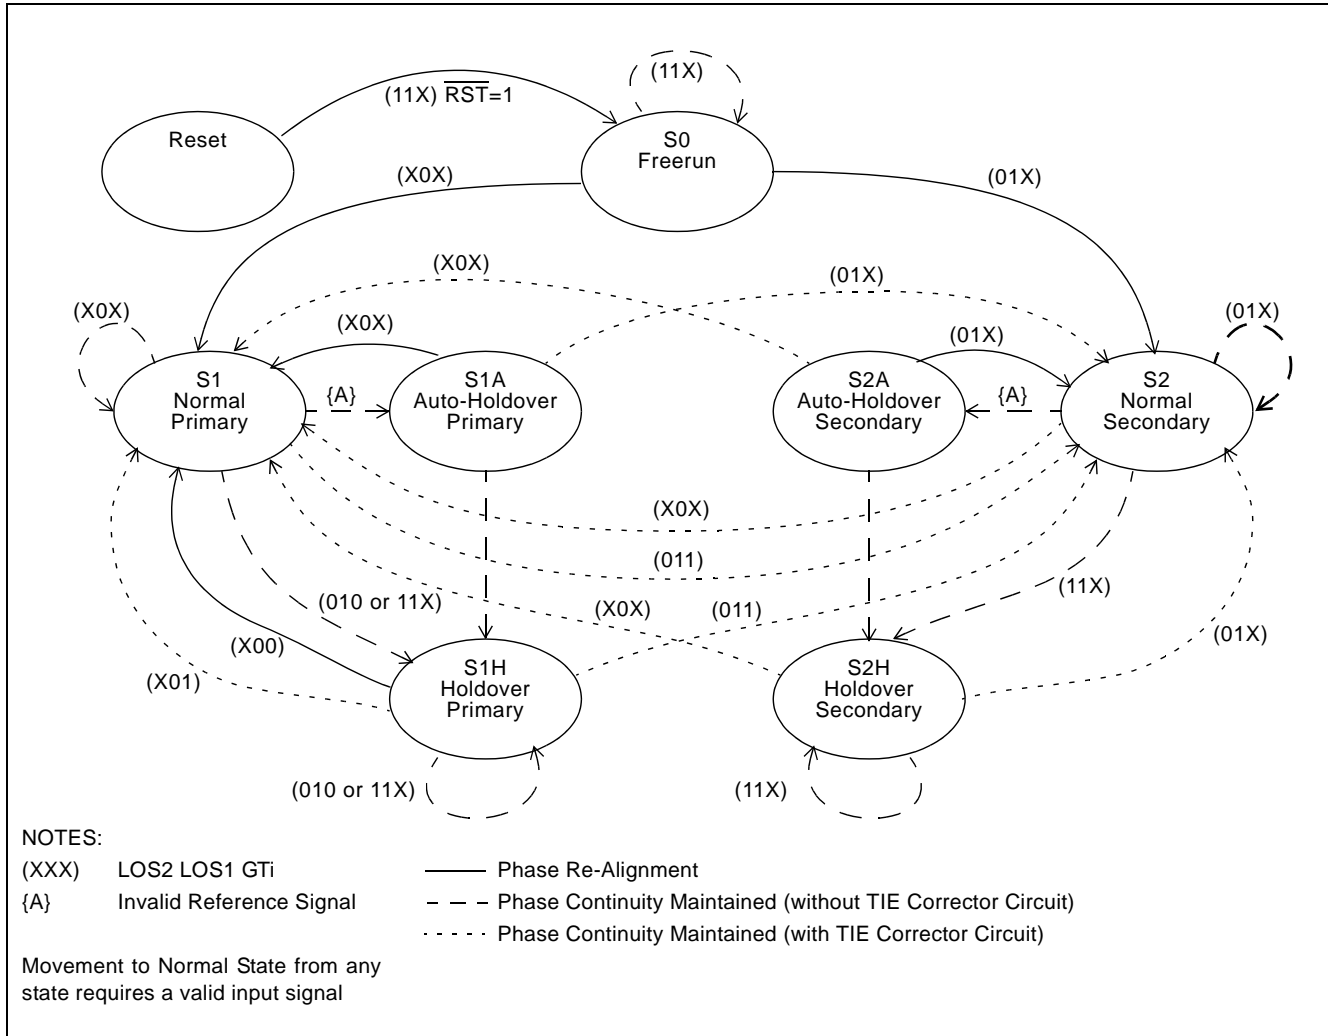 (11X)
(11X) RST=1
Reset
S0
Freerun
(X0X)
(01X)
(X0X)
(01X)
(X0X)
(01X)
(X0X)
(01X)
S1
Normal
Primary
{A}
S1A
Auto-Holdover
Primary
S2A
Auto-Holdover
Secondary
{A}
S2
Normal
Secondary
(X0X)
(011)
(010 or 11X)
(X0X)
(011)
(11X)
(X00)
(01X)
(X01)
S1H
Holdover
Primary
S2H
Holdover
Secondary
(010 or 11X)
(11X)
NOTES:
(XXX) LOS2 LOS1 GTi
Phase Re-Alignment
{A} Invalid Reference Signal
Phase Continuity Maintained (without TIE Corrector Circuit)
Phase Continuity Maintained (with TIE Corrector Circuit)
Movement to Normal State from any
state requires a valid input signal